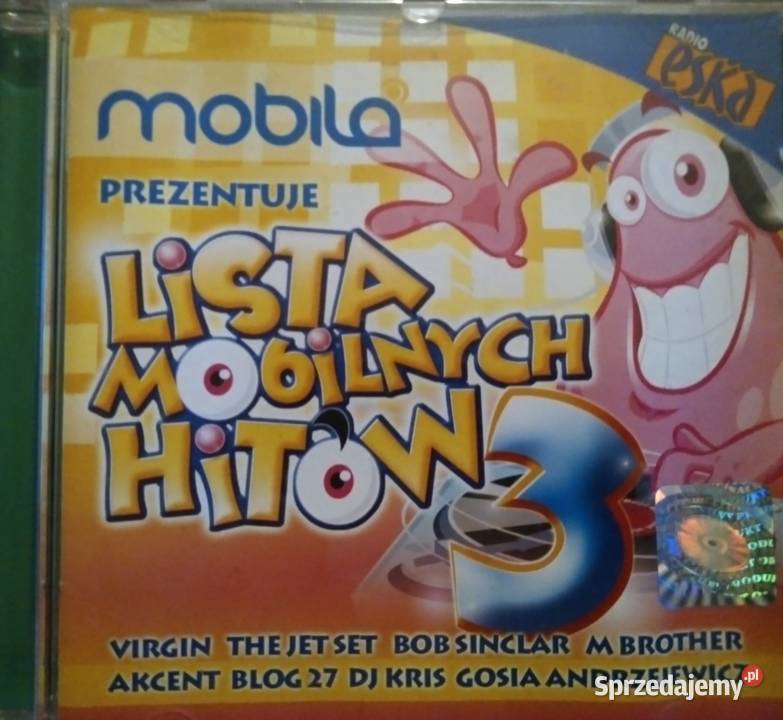 RADIO
eska
mobila
PREZENTUJE
LiSTA
MOBiLNYCH
HiTÓW
3
VIRGIN THE JET SET BOB SINCLAR M BROTHER
AKCENT BLOG 27 DJ KRIS GOSIA ANDRZEJEWICZ
Sprzedajemy.pl